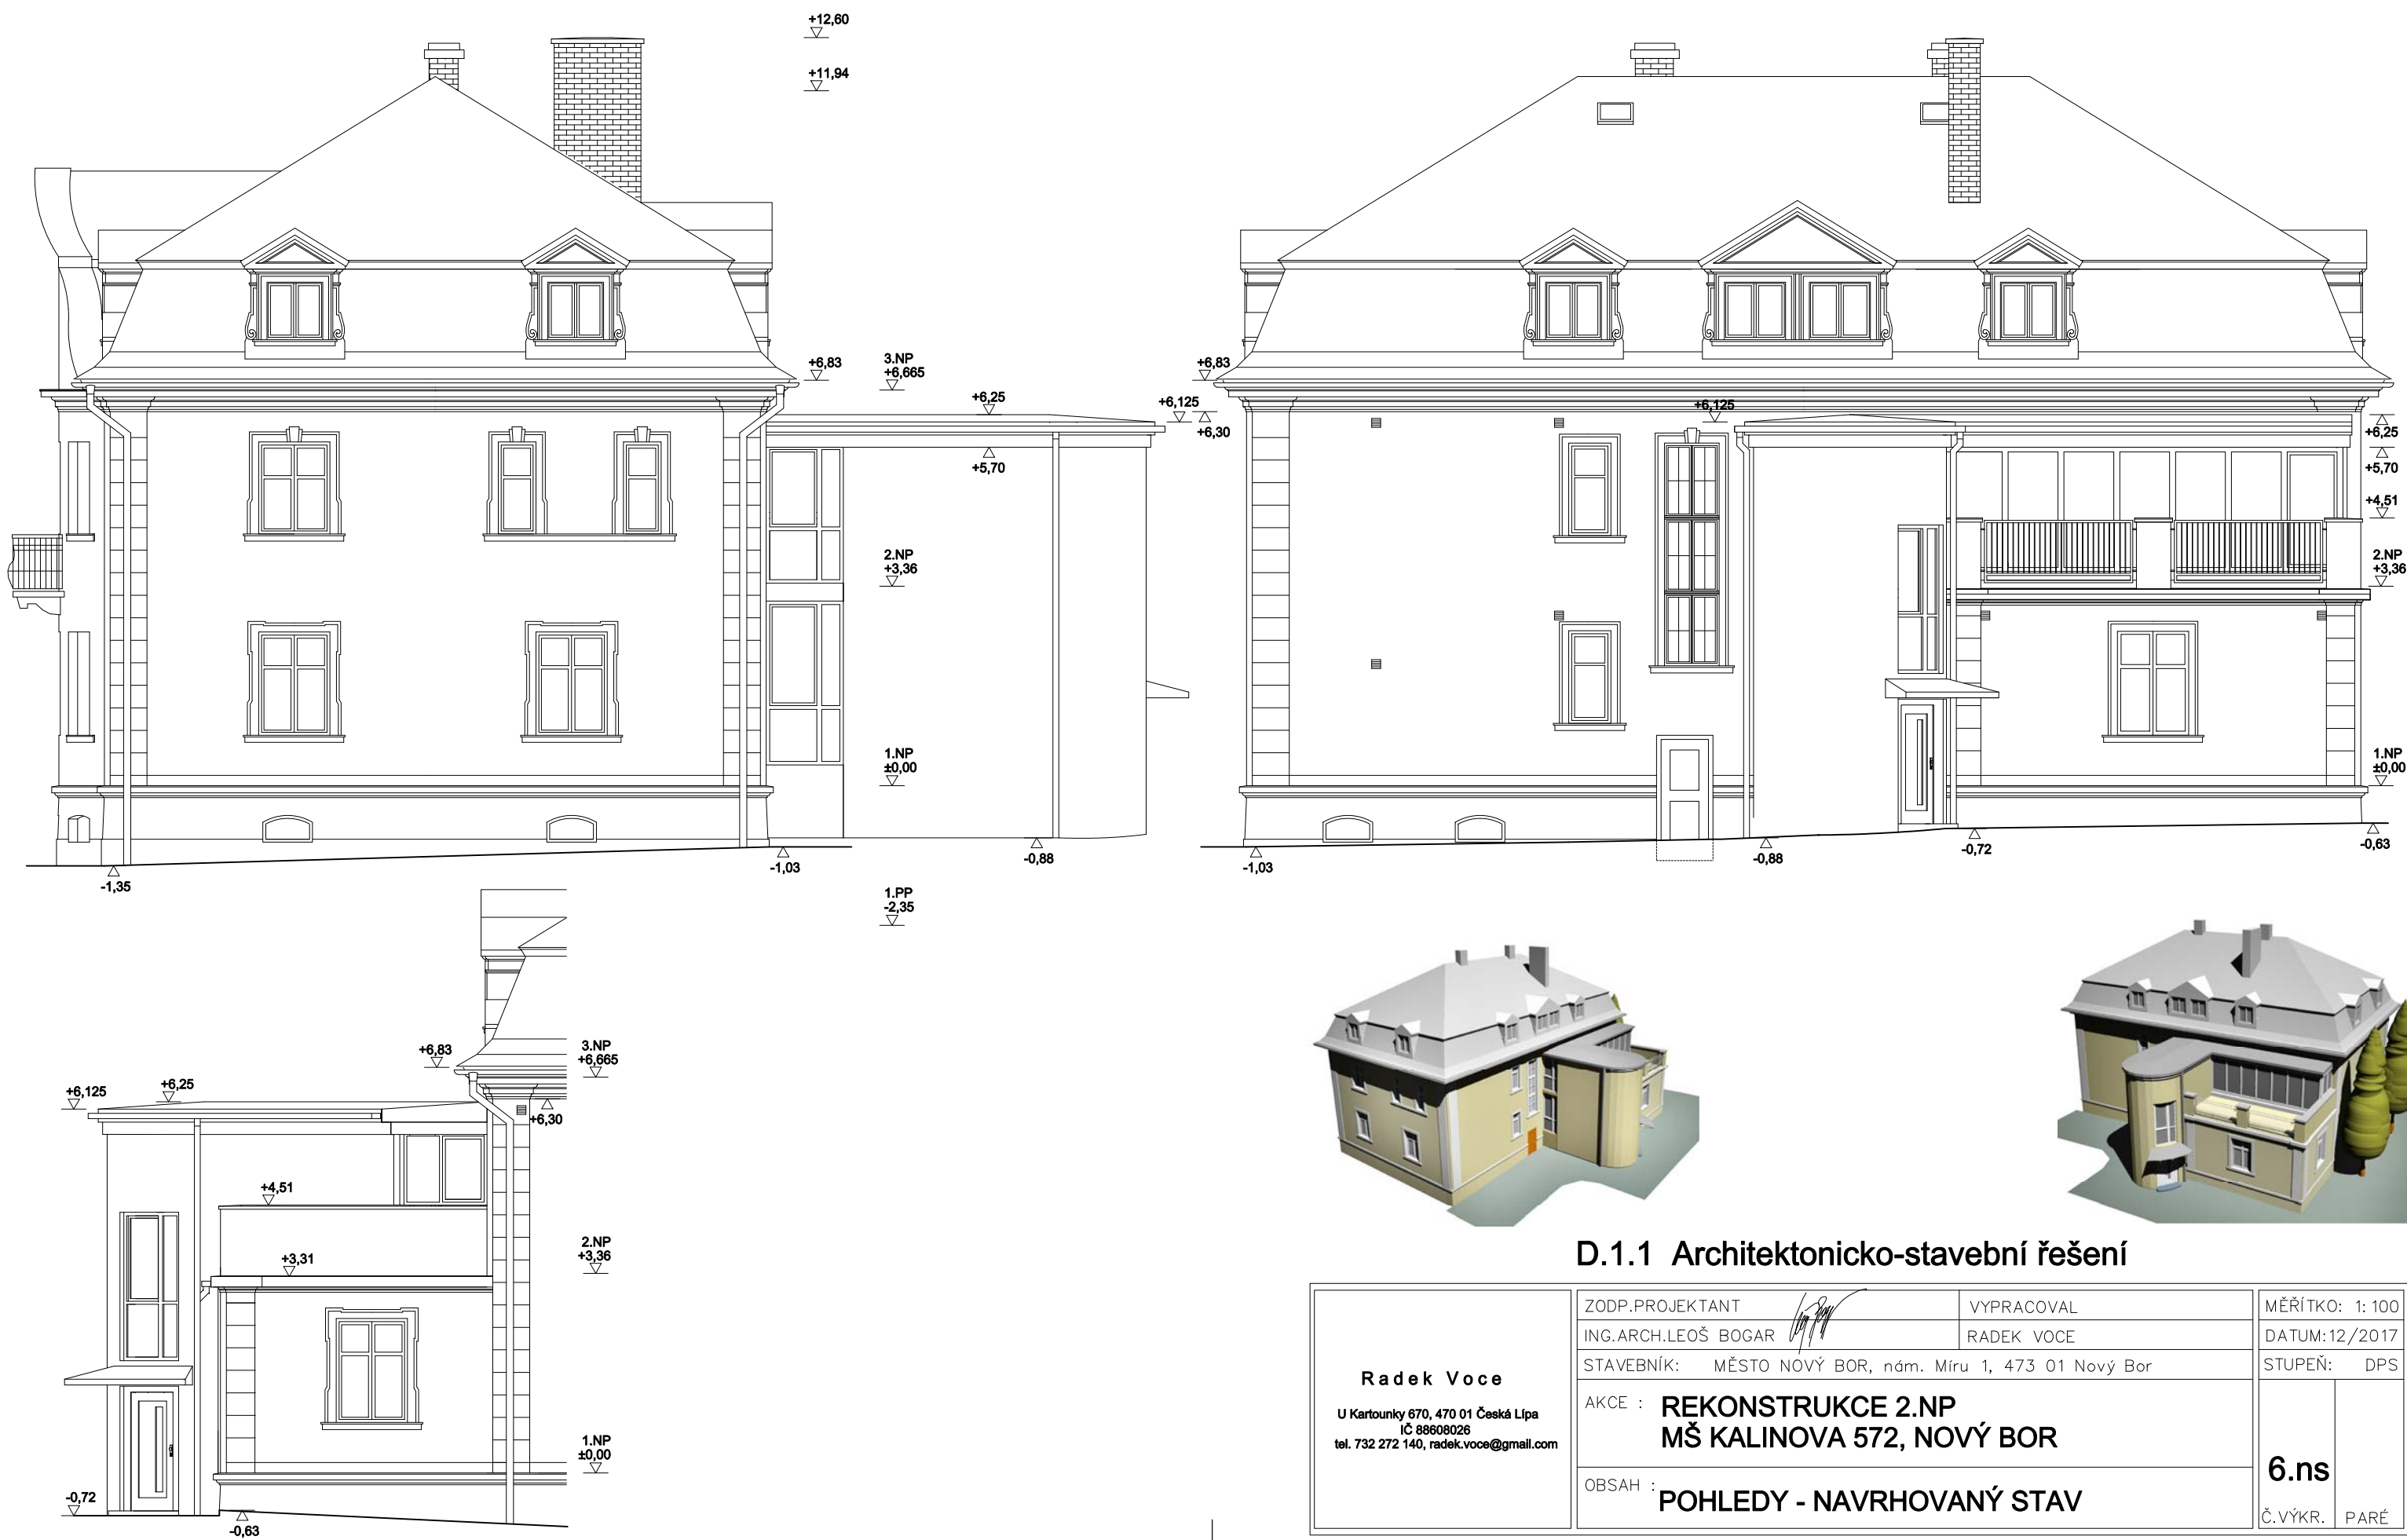 +12,60
+11,94
+6,83
3.NP
+6,665
+6,25
+6,125
+5,70
2.NP
+3,36
1.NP
±0,00
-1,35
-1,03
-0,88
1.PP
-2,35
+6,83
+6,30
+6,125
+6,25
+5,70
+4,51
2.NP
+3,36
1.NP
±0,00
-1,03
-0,88
-0,72
-0,63
+6,83
3.NP
+6,665
+6,125
+6,25
+6,30
+4,51
+3,31
2.NP
+3,36
1.NP
±0,00
-0,72
-0,63
D.1.1 Architektonicko-stavební řešení
Radek Voce
U Kartounky 670, 470 01 Česká Lípa
IČ 88608026
tel. 732 272 140, radek.voce@gmail.com
ZODP.PROJEKTANT
VYPRACOVAL
MĚŘÍTKO: 1:100
ING.ARCH.LEOŠ BOGAR
RADEK VOCE
DATUM:12/2017
STAVEBNÍK: MĚSTO NOVÝ BOR, nám. Míru 1, 473 01 Nový Bor
STUPEŇ: DPS
AKCE : REKONSTRUKCE 2.NP
MŠ KALINOVA 572, NOVÝ BOR
OBSAH : POHLEDY - NAVRHOVANÝ STAV
6.ns
Č.VÝKR. PARÉ